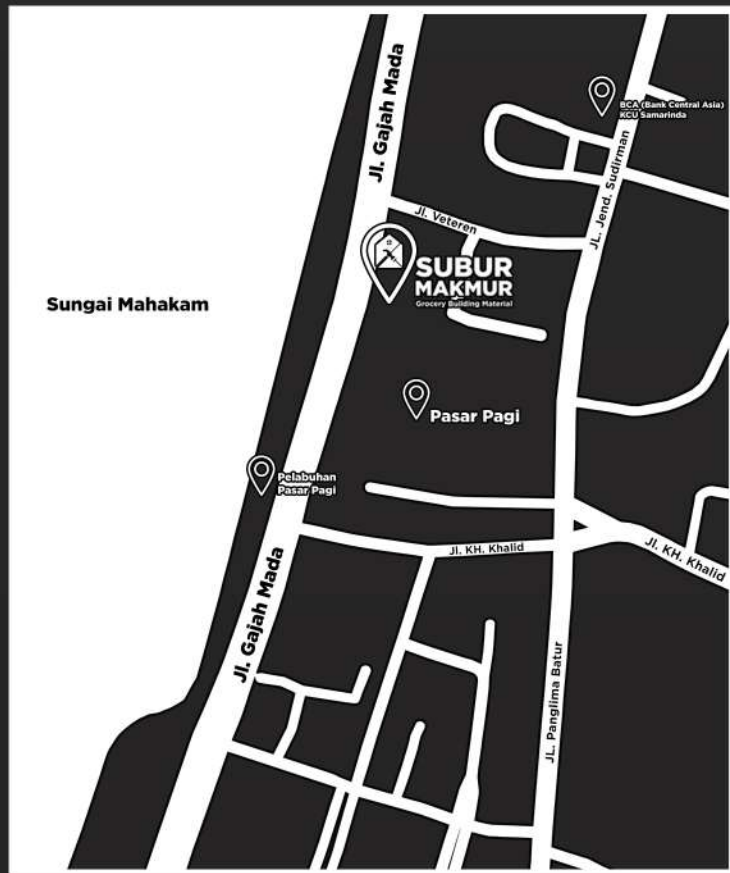 Jl. Gajah Mada
BCA (Bank Central Asia)
KCU Samarinda
JL. Jend. Sudirman
Jl. Veteren
SUBUR
MAKMUR
Grocery Building Material
Sungai Mahakam
Pasar Pagi
Pelabuhan
Pasar Pagi
Jl. KH. Khalid
Jl. KH. Khalid
Jl. Gajah Mada
JL. Panglima Batur